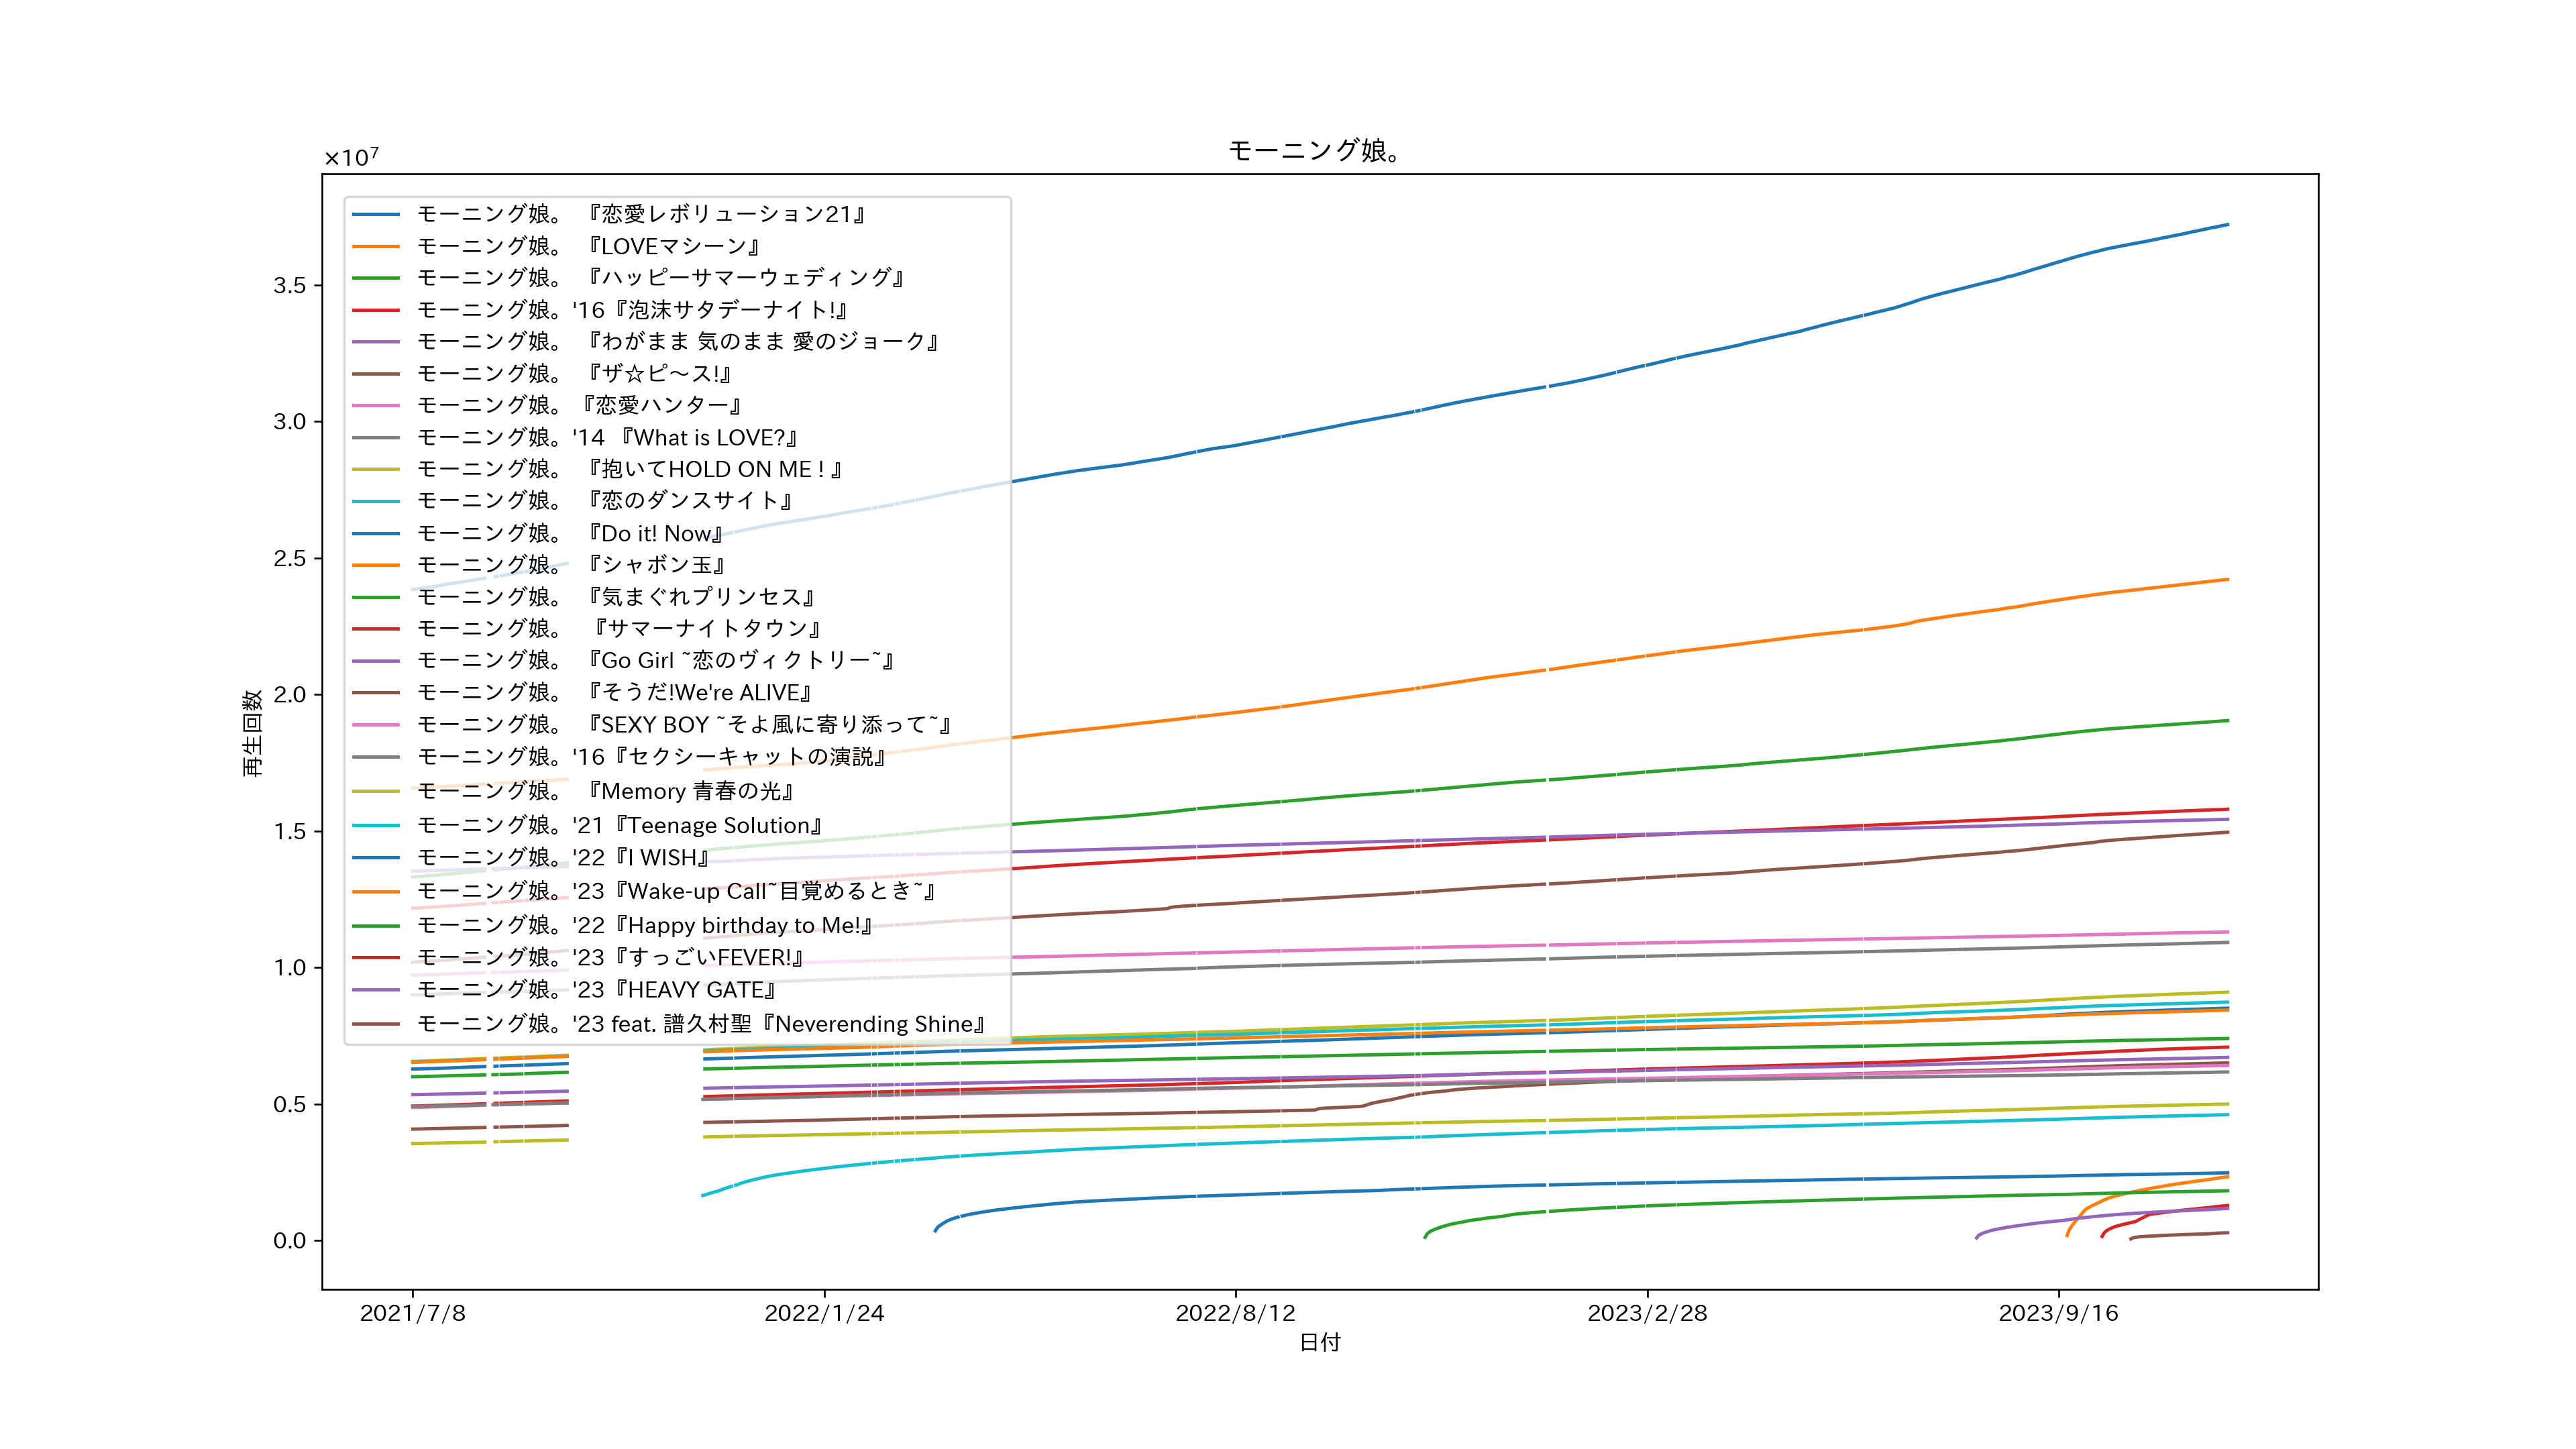 モーニング娘。
×10⁷
モーニング娘。 『恋愛レボリューション21』
モーニング娘。 『LOVEマシーン』
モーニング娘。 『ハッピーサマーウェディング』
モーニング娘。'16『泡沫サタデーナイト!』
モーニング娘。 『わがまま 気のまま 愛のジョーク』
モーニング娘。 『ザ☆ピ〜ス!』
モーニング娘。『恋愛ハンター』
モーニング娘。'14 『What is LOVE?』
モーニング娘。 『抱いてHOLD ON ME ! 』
モーニング娘。 『恋のダンスサイト』
モーニング娘。 『Do it! Now』
モーニング娘。 『シャボン玉』
モーニング娘。 『気まぐれプリンセス』
モーニング娘。  『サマーナイトタウン』
モーニング娘。 『Go Girl ~恋のヴィクトリー~』
モーニング娘。 『そうだ!We're ALIVE』
モーニング娘。 『SEXY BOY ~そよ風に寄り添って~』
モーニング娘。'16『セクシーキャットの演説』
モーニング娘。 『Memory 青春の光』
モーニング娘。'21『Teenage Solution』
モーニング娘。'22『I WISH』
モーニング娘。'23『Wake-up Call~目覚めるとき~』
モーニング娘。'22『Happy birthday to Me!』
モーニング娘。'23『すっごいFEVER!』
モーニング娘。'23『HEAVY GATE』
モーニング娘。'23 feat. 譜久村聖『Neverending Shine』
3.5
3.0
2.5
2.0
1.5
1.0
0.5
0.0
再生回数
2021/7/8
2022/1/24
2022/8/12
2023/2/28
2023/9/16
日付